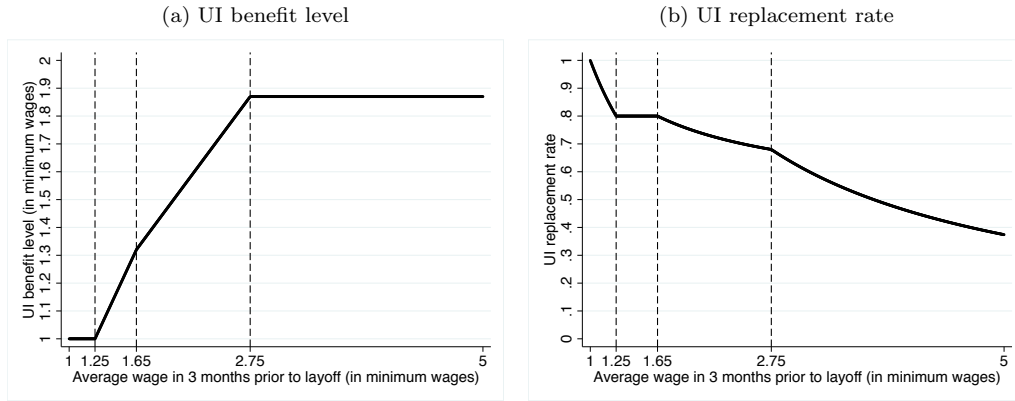 (a) UI benefit level
UI benefit level (in minimum wages)
2
1.9
1.8
1.7
1.6
1.5
1.4
1.3
1.2
1.1
1
1 1.25 1.65 2.75 5
Average wage in 3 months prior to layoff (in minimum wages)
(b) UI replacement rate
UI replacement rate
1
.9
.8
.7
.6
.5
.4
.3
.2
.1
0
1 1.25 1.65 2.75 5
Average wage in 3 months prior to layoff (in minimum wages)